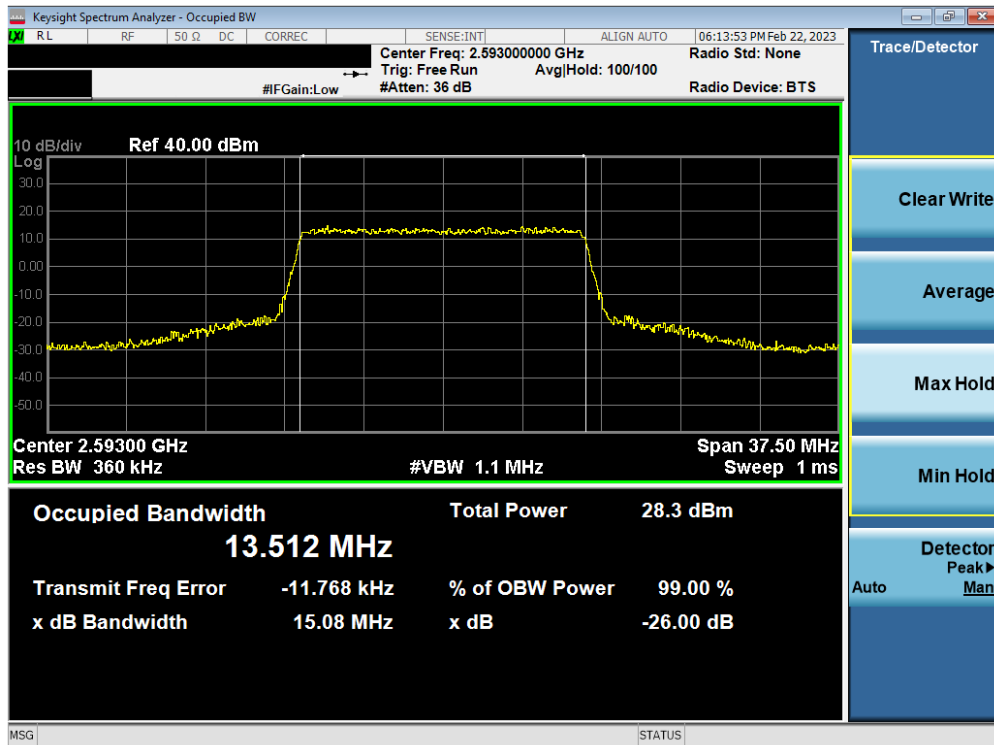 Keysight Spectrum Analyzer - Occupied BW
LXI RL RF 50 Ω DC CORREC SENSE:INT ALIGN AUTO 06:13:53 PM Feb 22, 2023
Center Freq: 2.593000000 GHz Radio Std: None
Trig: Free Run Avg|Hold: 100/100
#IFGain:Low #Atten: 36 dB Radio Device: BTS
10 dB/div Ref 40.00 dBm
Log
30.0
20.0
10.0
0.00
-10.0
-20.0
-30.0
-40.0
-50.0
Center 2.59300 GHz Span 37.50 MHz
Res BW 360 kHz #VBW 1.1 MHz Sweep 1 ms
Occupied Bandwidth Total Power 28.3 dBm
13.512 MHz
Transmit Freq Error -11.768 kHz % of OBW Power 99.00 %
x dB Bandwidth 15.08 MHz x dB -26.00 dB
Trace/Detector
Clear Write
Average
Max Hold
Min Hold
Detector
Peak▶
Auto Man
MSG STATUS